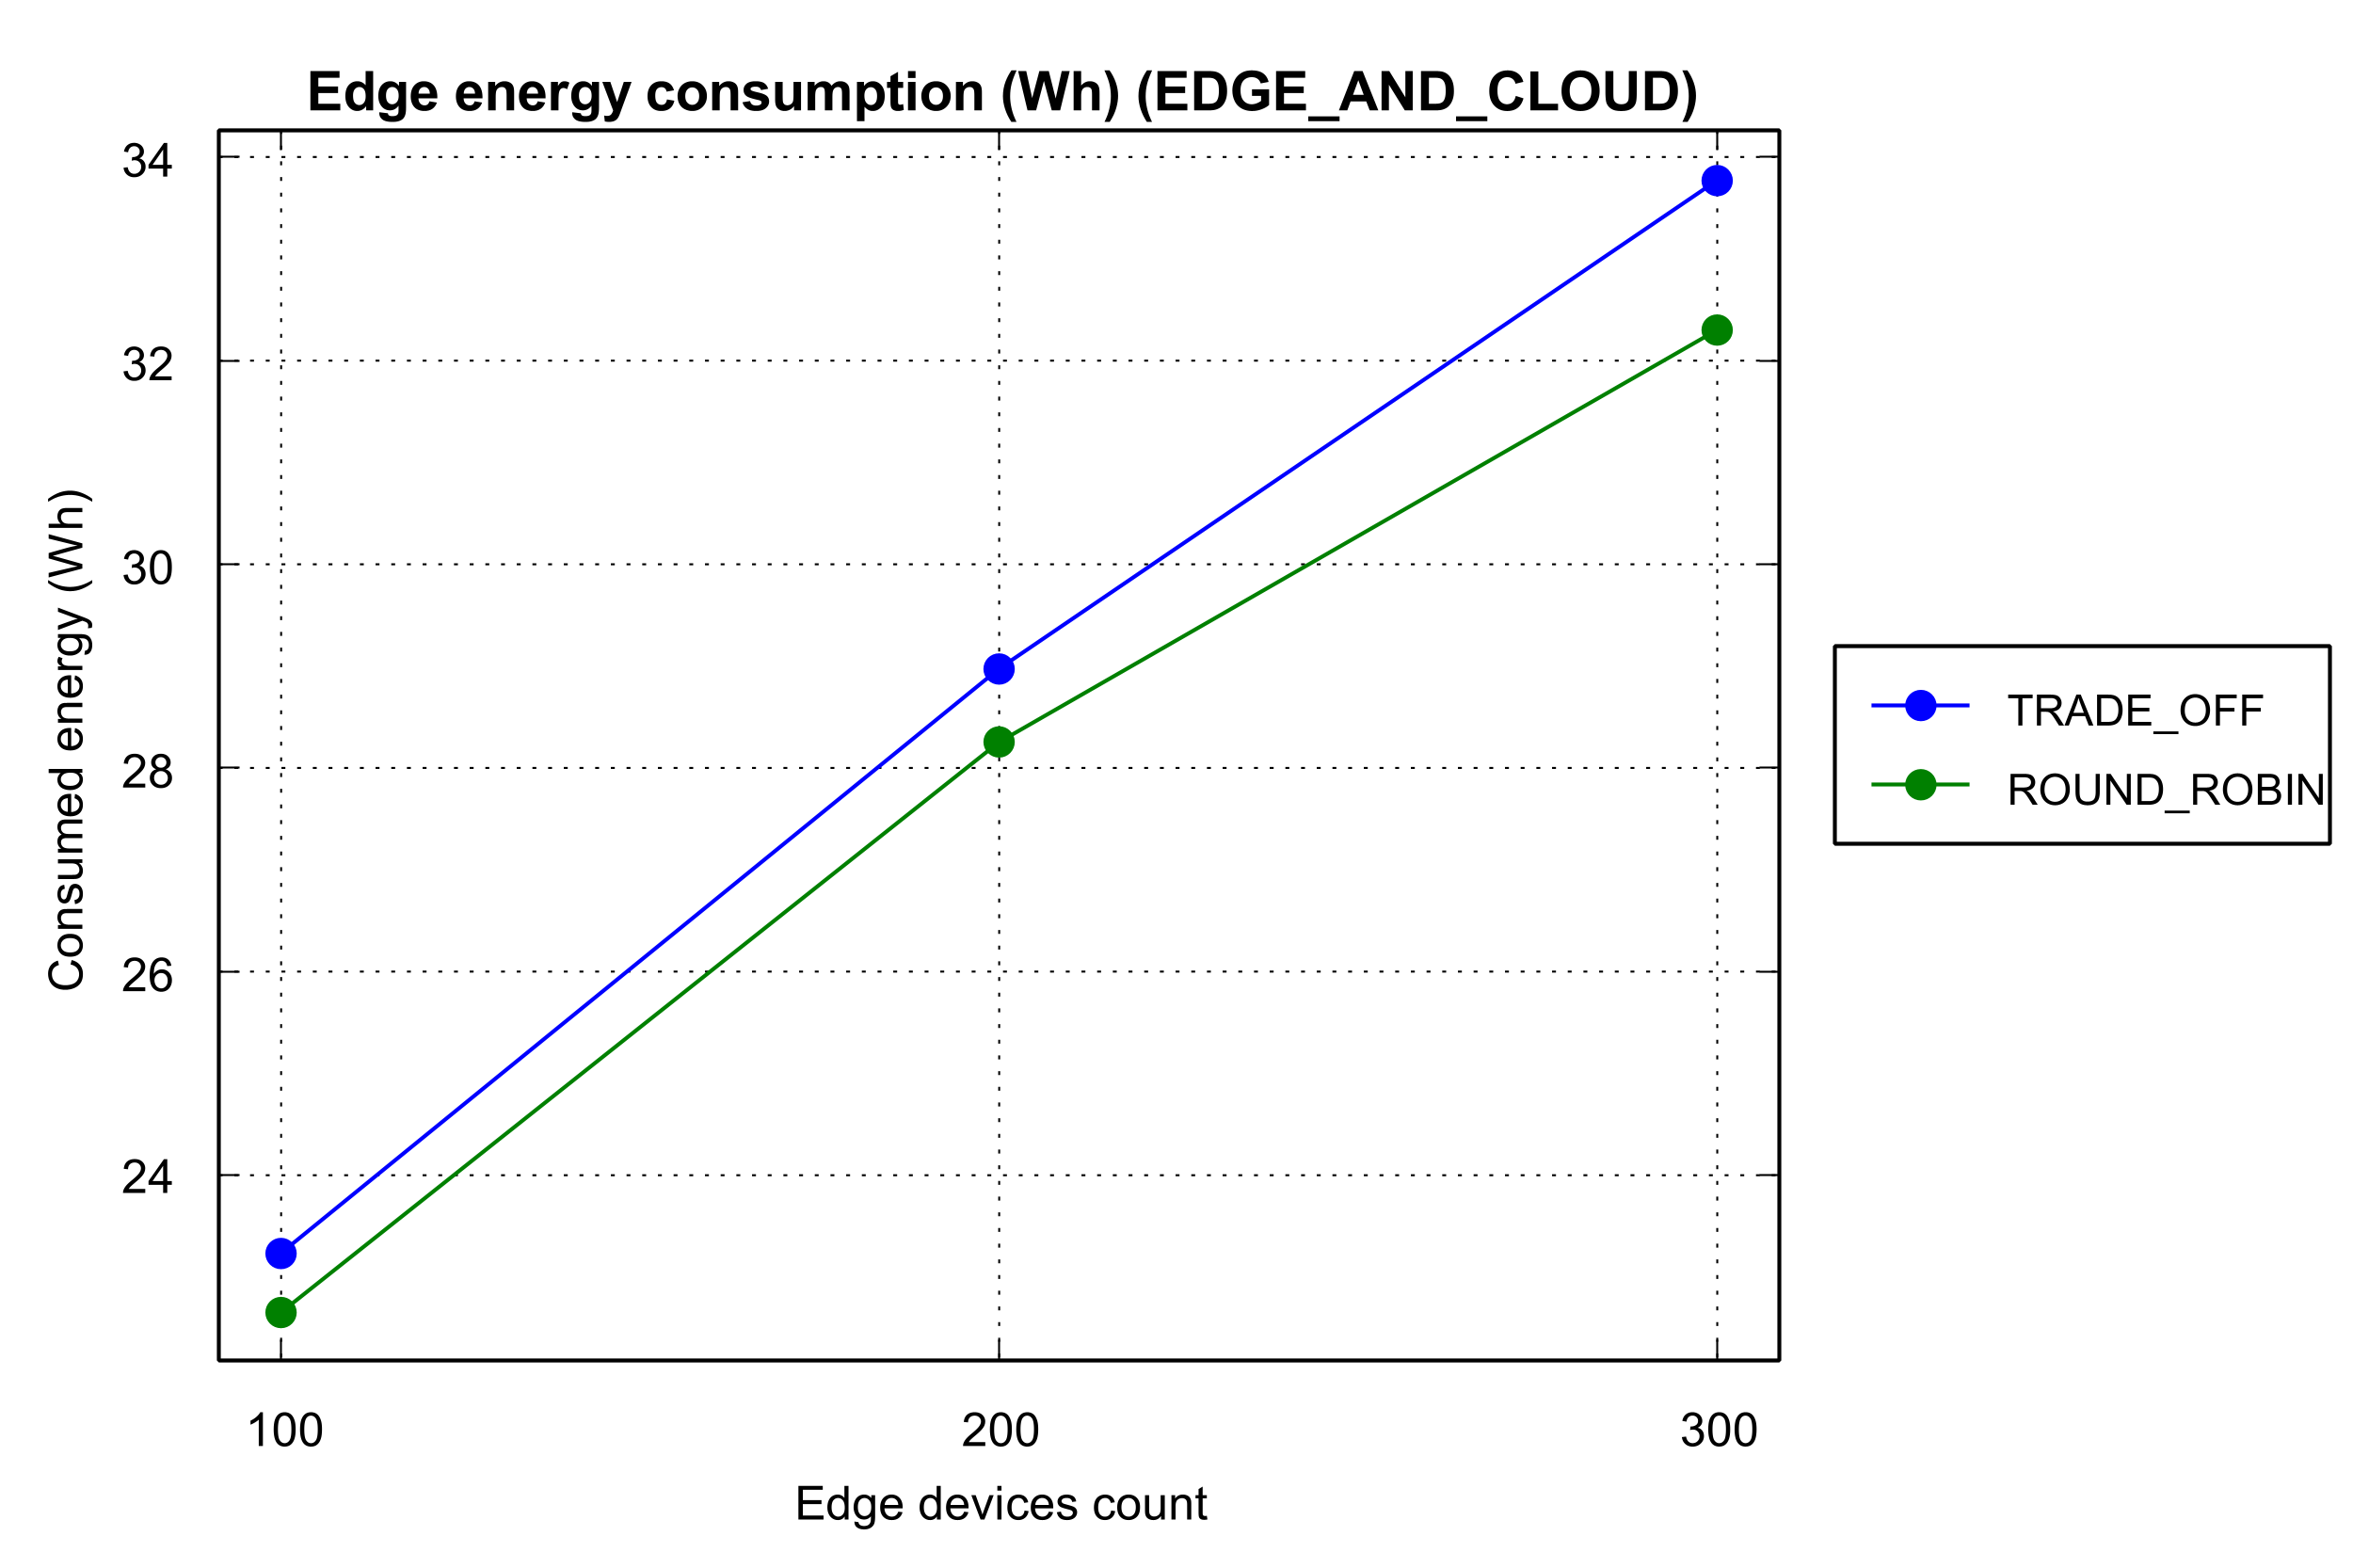 Edge energy consumption (Wh) (EDGE_AND_CLOUD)
34
32
30
28
26
24
Consumed energy (Wh)
100 200 300
Edge devices count
TRADE_OFF
ROUND_ROBIN